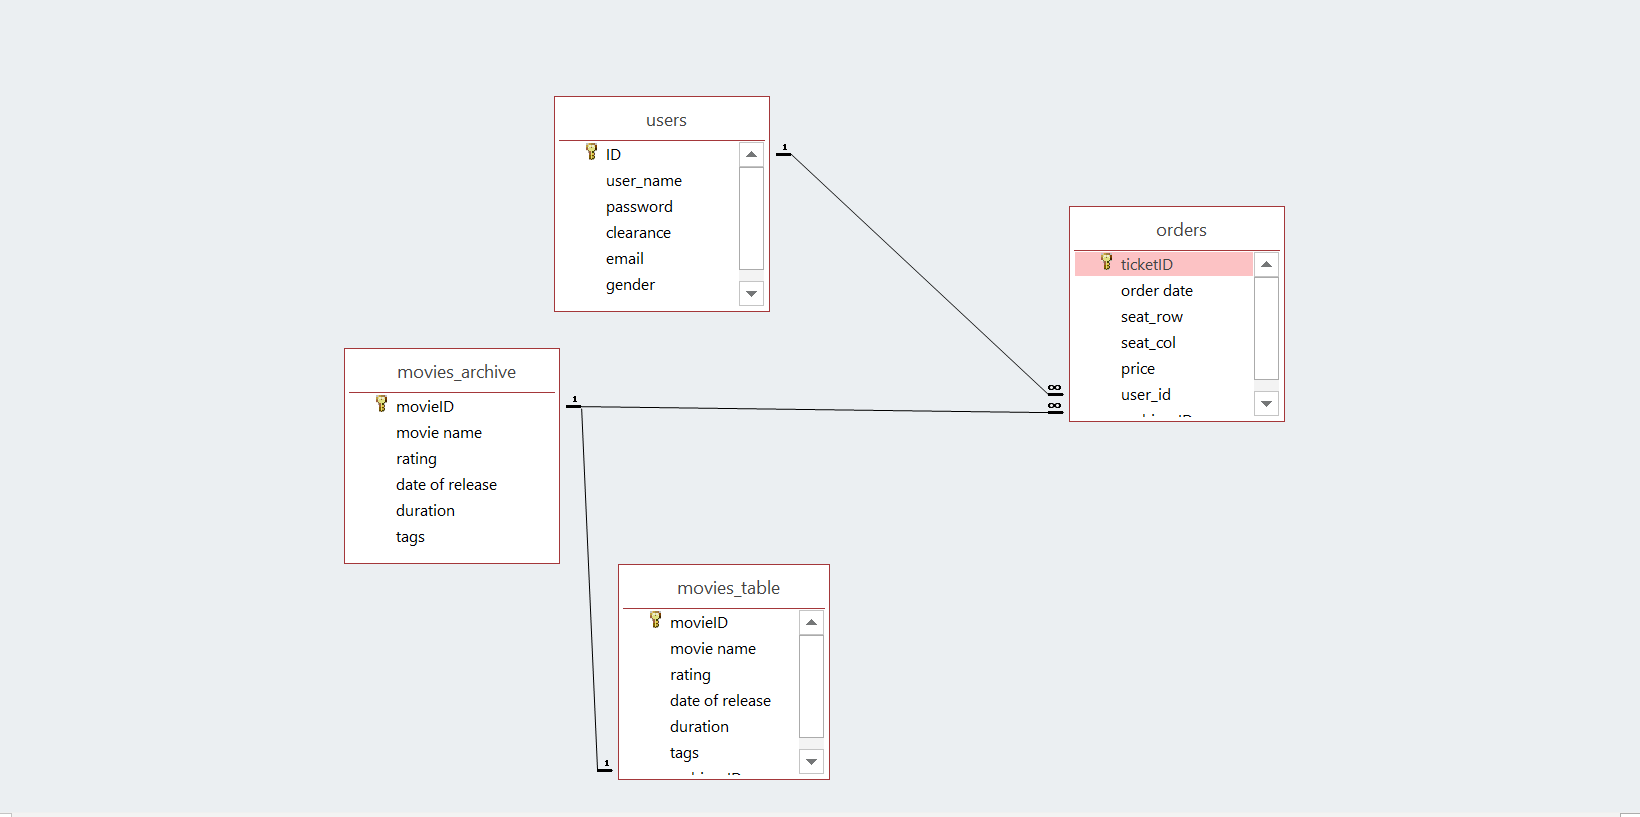 users
ID
user_name
password
clearance
email
gender
1
orders
ticketID
order date
seat_row
seat_col
price
user_id
∞
∞
movies_archive
movieID
movie name
rating
date of release
duration
tags
1
movies_table
movieID
movie name
rating
date of release
duration
tags
1